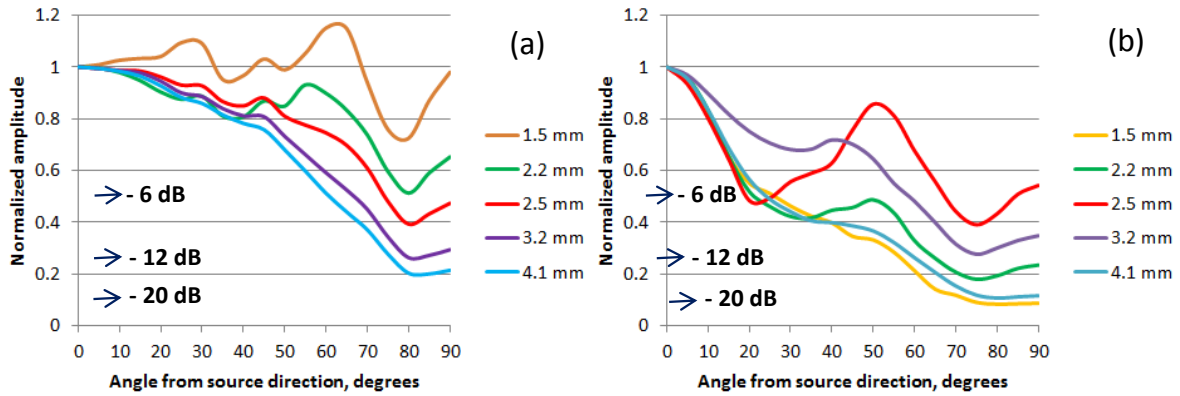 (a)
Normalized amplitude
1.2
1
0.8
0.6
0.4
0.2
0
- 6 dB
- 12 dB
- 20 dB
0 10 20 30 40 50 60 70 80 90
Angle from source direction, degrees
1.5 mm
2.2 mm
2.5 mm
3.2 mm
4.1 mm
(b)
Normalized amplitude
1.2
1
0.8
0.6
0.4
0.2
0
- 6 dB
- 12 dB
- 20 dB
0 10 20 30 40 50 60 70 80 90
Angle from source direction, degrees
1.5 mm
2.2 mm
2.5 mm
3.2 mm
4.1 mm